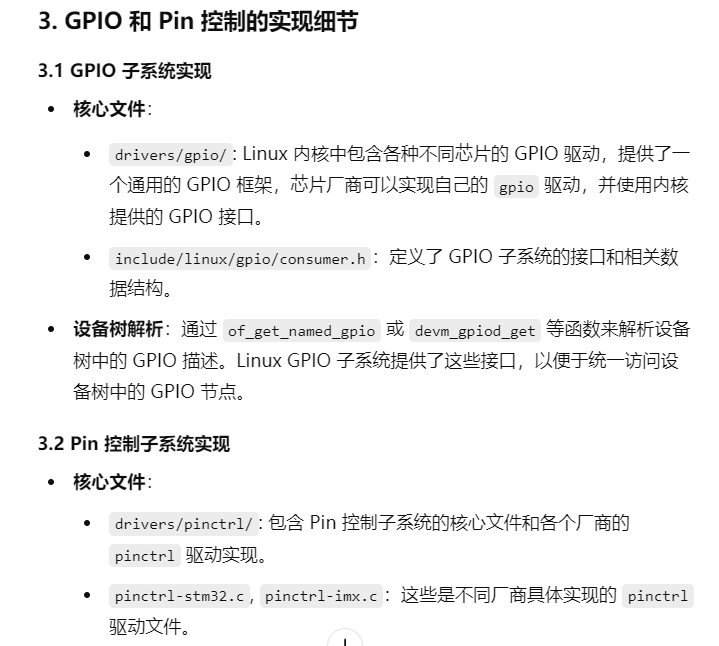 3. GPIO 和 Pin 控制的实现细节
3.1 GPIO 子系统实现
• 核心文件：
• drivers/gpio/ : Linux 内核中包含各种不同芯片的 GPIO 驱动，提供了一
个通用的 GPIO 框架，芯片厂商可以实现自己的 gpio 驱动，并使用内核
提供的 GPIO 接口。
• include/linux/gpio/consumer.h ：定义了 GPIO 子系统的接口和相关数
据结构。
• 设备树解析：通过 of_get_named_gpio 或 devm_gpiod_get 等函数来解析设备
树中的 GPIO 描述。Linux GPIO 子系统提供了这些接口，以便于统一访问设
备树中的 GPIO 节点。
3.2 Pin 控制子系统实现
• 核心文件：
• drivers/pinctrl/ : 包含 Pin 控制子系统的核心文件和各个厂商的
pinctrl 驱动实现。
• pinctrl-stm32.c , pinctrl-imx.c ：这些是不同厂商具体实现的 pinctrl
驱动文件。